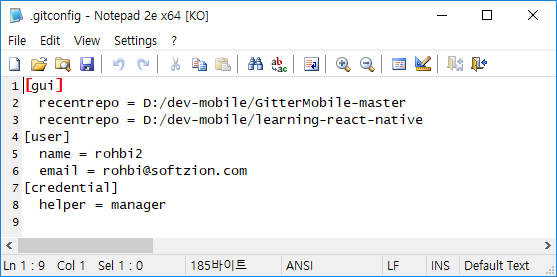 .gitconfig - Notepad 2e x64 [KO]
File Edit View Settings ?
1 [gui]
2 recentrepo = D:/dev-mobile/GitterMobile-master
3 recentrepo = D:/dev-mobile/learning-react-native
4 [user]
5 name = rohbi2
6 email = rohbi@softzion.com
7 [credential]
8 helper = manager
9
Ln 1 : 9 Col 1 Sel 1 : 0 185바이트 ANSI LF INS Default Text